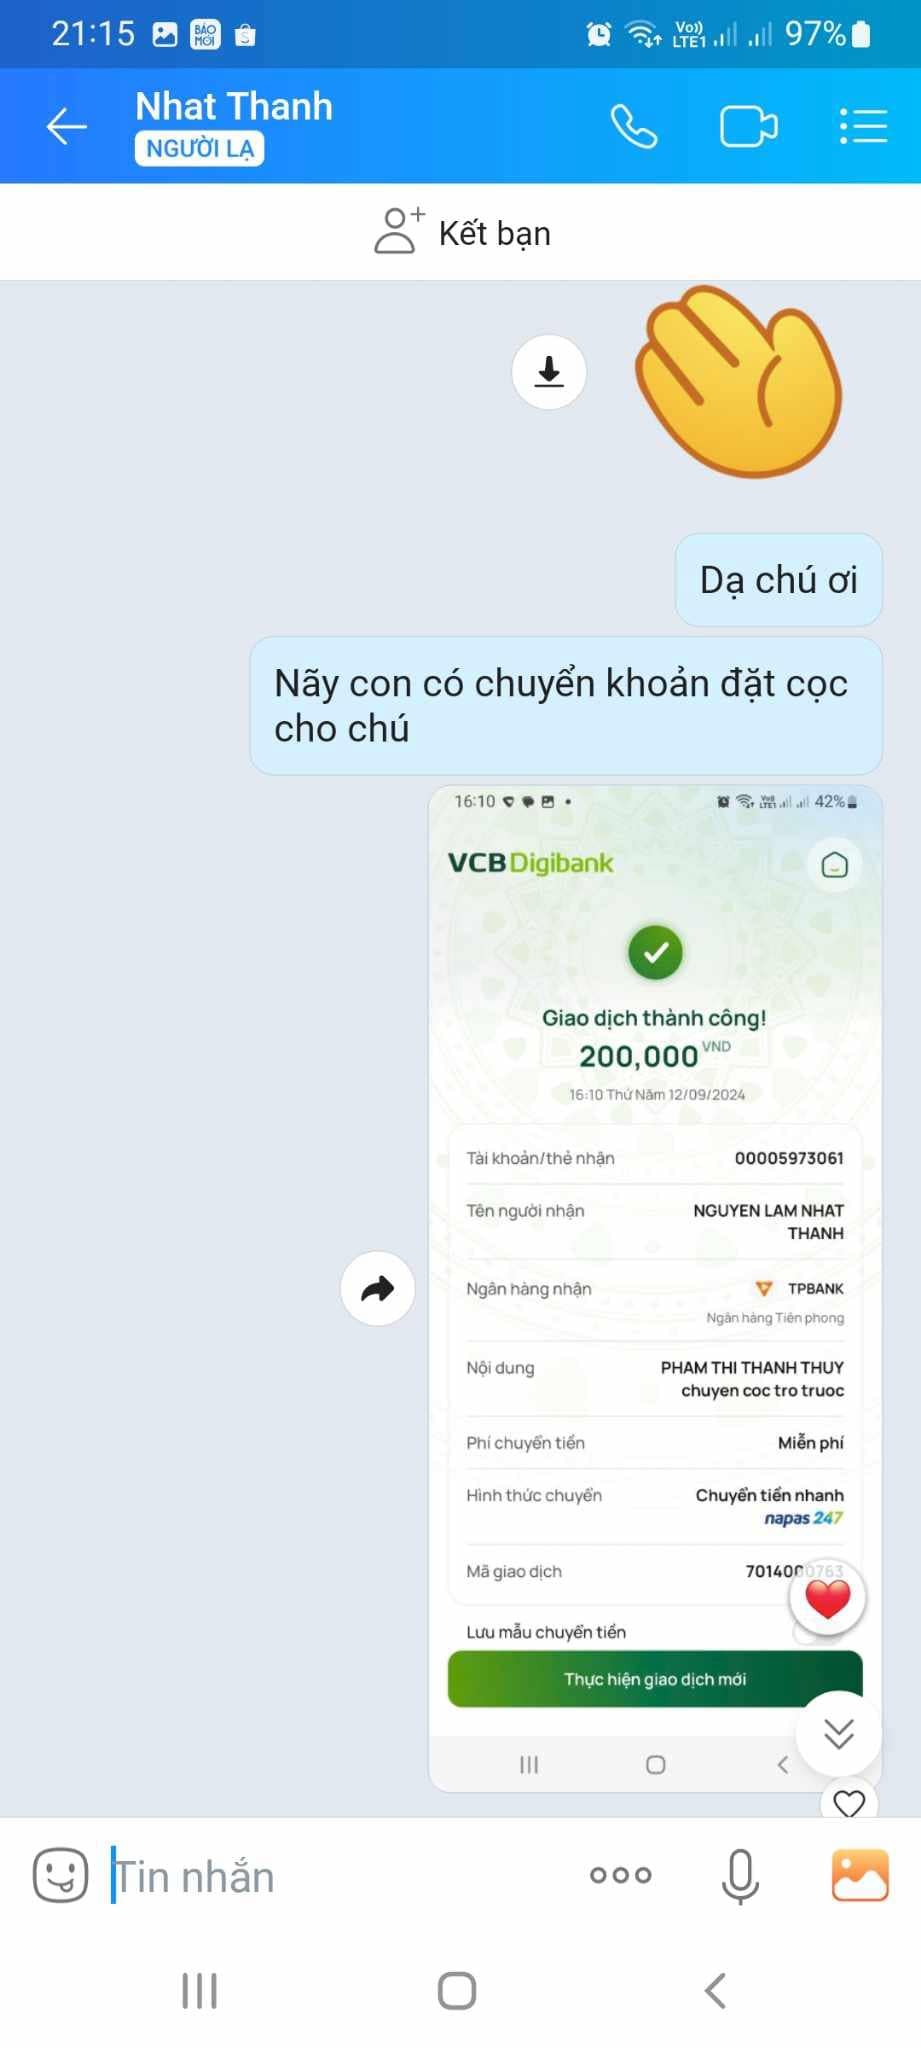 21:15
BÁO MỚI
S
Vo))
LTE1
97%
Nhat Thanh
NGƯỜI LẠ
Kết bạn
Dạ chú ơi
Nãy con có chuyển khoản đặt cọc
cho chú
16:10
Vo))
LTE1
42%
VCB Digibank
Giao dịch thành công!
200,000 VND
16:10 Thứ Năm 12/09/2024
Tài khoản/thẻ nhận 00005973061
Tên người nhận NGUYEN LAM NHAT
THANH
Ngân hàng nhận TPBANK
Ngân hàng Tiên phong
Nội dung PHAM THI THANH THUY
chuyen coc tro truoc
Phí chuyển tiền Miễn phí
Hình thức chuyển Chuyển tiền nhanh
napas 247
Mã giao dịch 7014000763
Lưu mẫu chuyển tiền
Thực hiện giao dịch mới
Tin nhắn